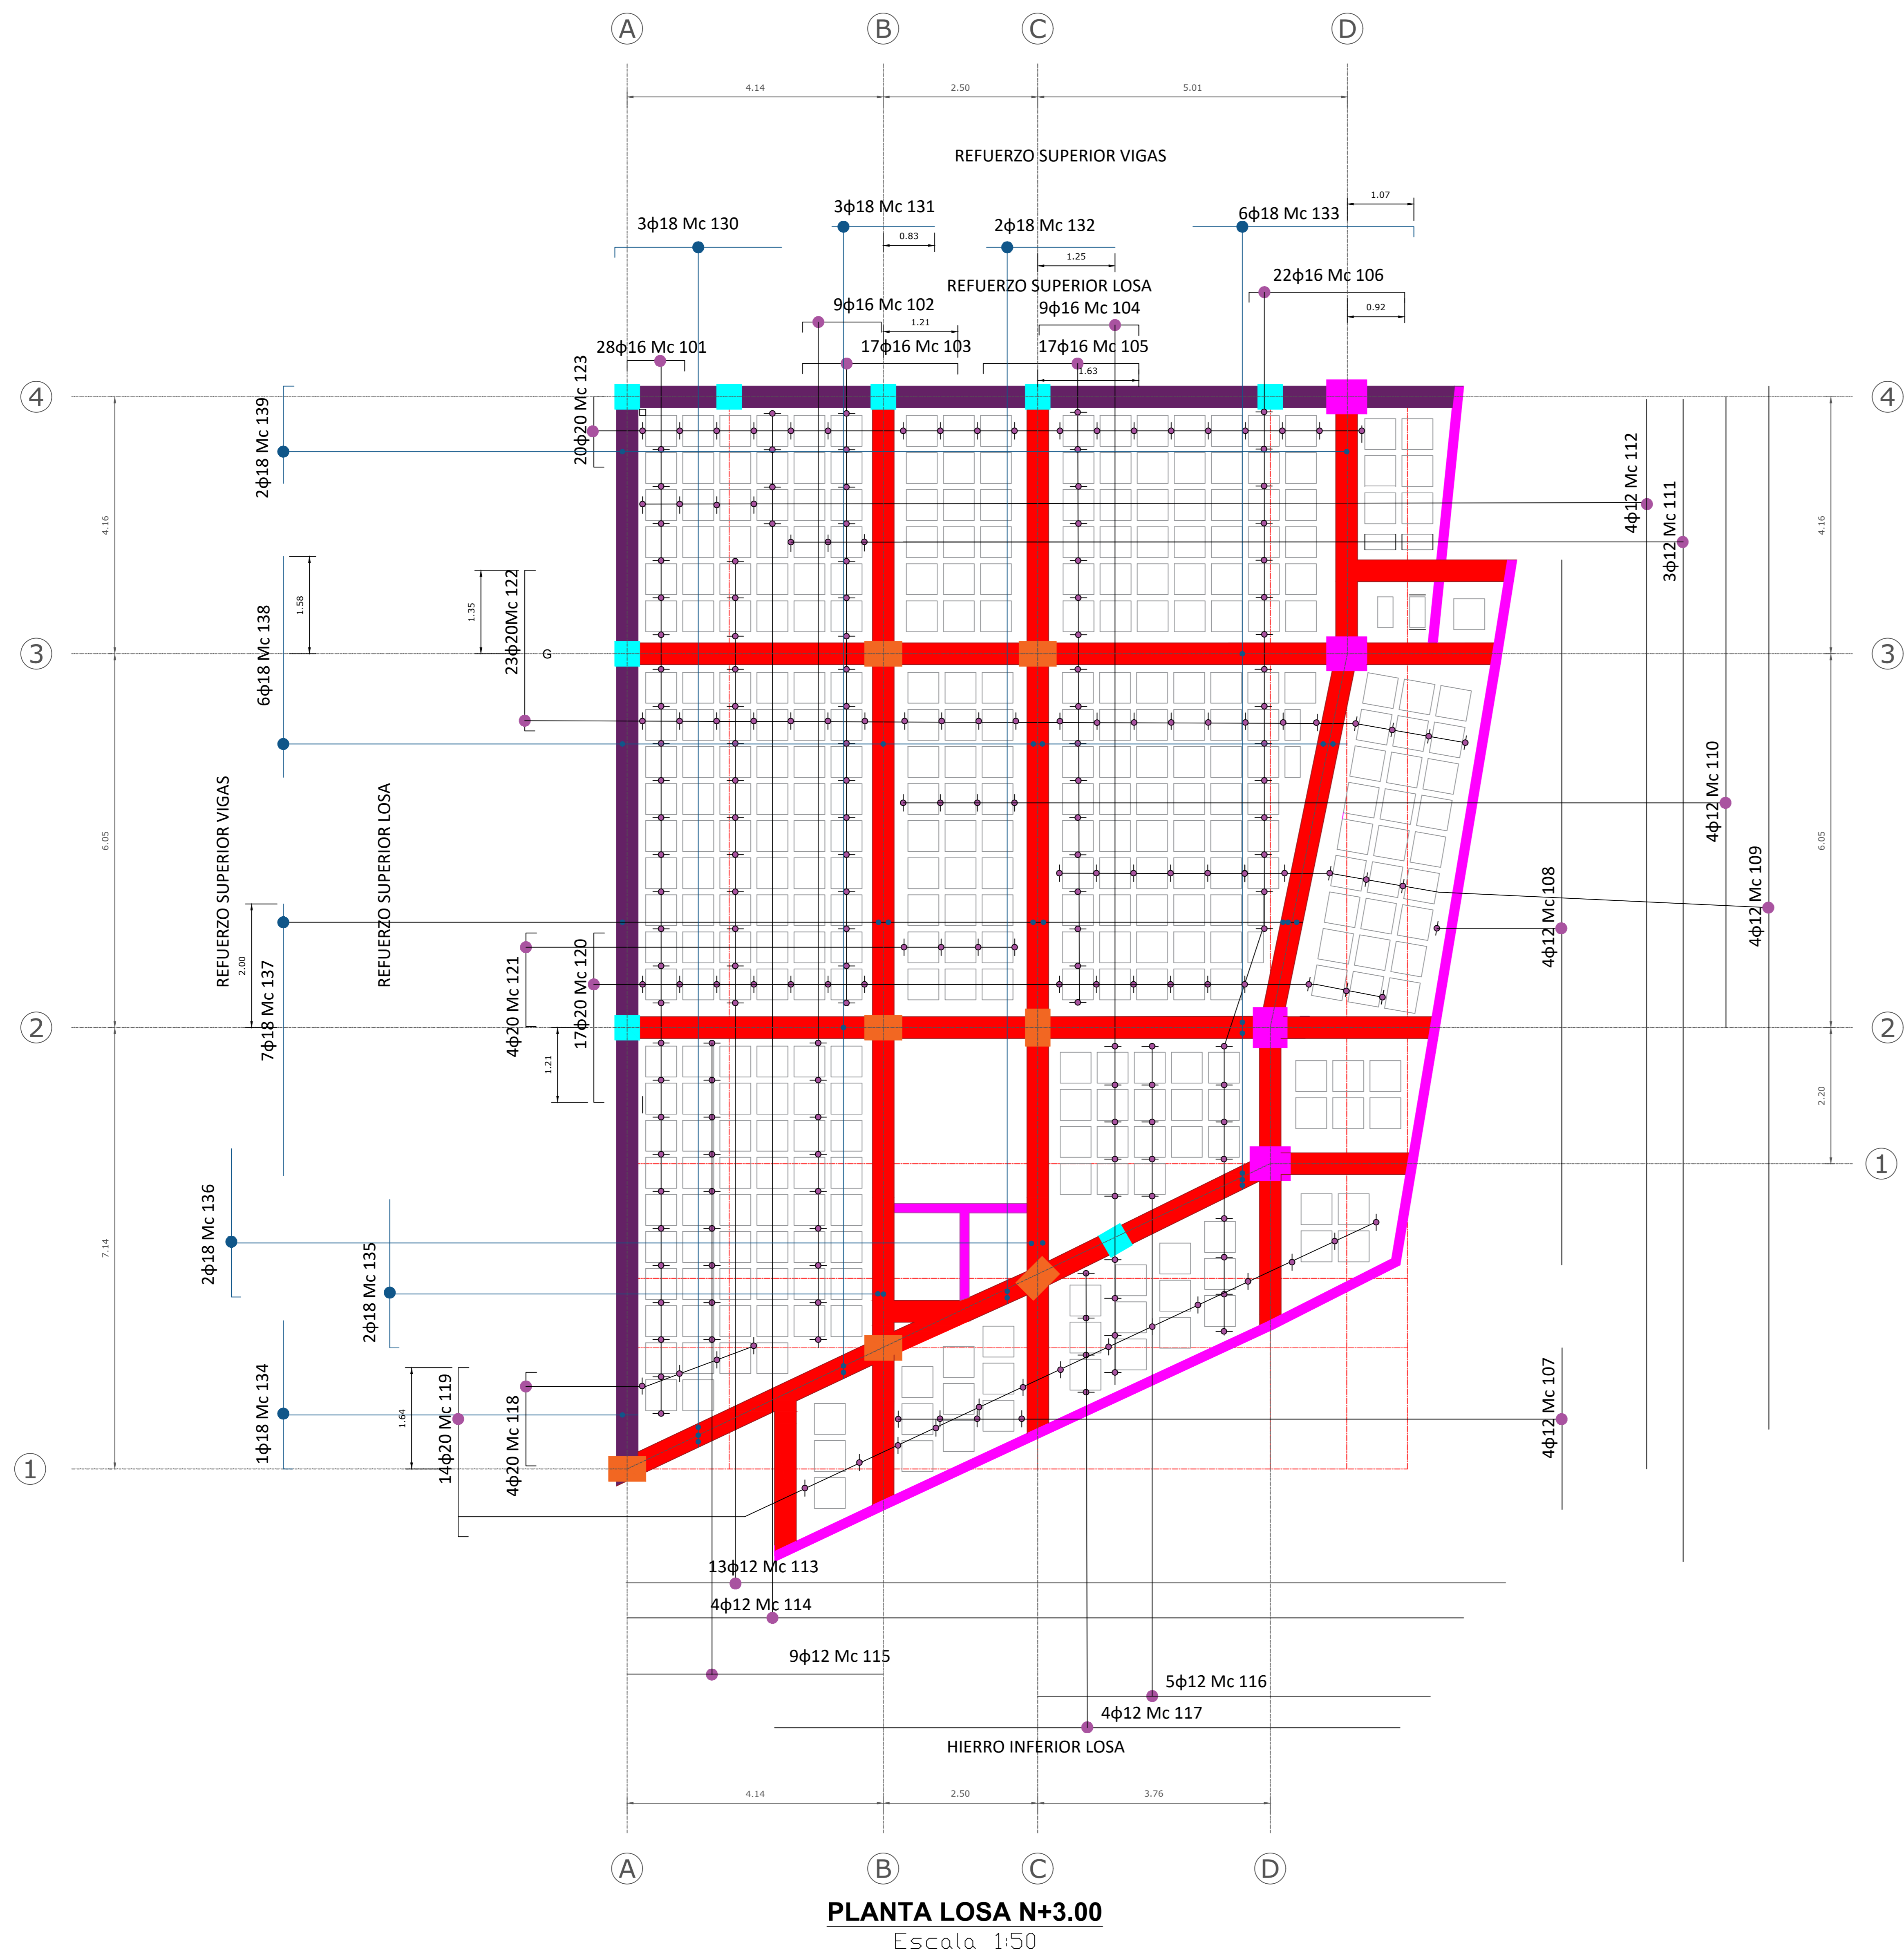 A
B
C
D
4.14
2.50
5.01
REFUERZO SUPERIOR VIGAS
1.07
3ϕ18 Mc 130
3ϕ18 Mc 131
2ϕ18 Mc 132
6ϕ18 Mc 133
0.83
1.25
REFUERZO SUPERIOR LOSA
22ϕ16 Mc 106
9ϕ16 Mc 102
9ϕ16 Mc 104
0.92
1.21
28ϕ16 Mc 101
17ϕ16 Mc 103
17ϕ16 Mc 105
1.63
4
4
2ϕ18 Mc 139
20ϕ20 Mc 123
4.16
4.16
4ϕ12 Mc 112
3ϕ12 Mc 111
1.58
1.35
6ϕ18 Mc 138
23ϕ20Mc 122
G
3
3
6.05
6.05
REFUERZO SUPERIOR VIGAS
REFUERZO SUPERIOR LOSA
4ϕ12 Mc 110
4ϕ12 Mc 109
4ϕ12 Mc 108
2.00
7ϕ18 Mc 137
4ϕ20 Mc 121
17ϕ20 Mc 120
2
2
1.21
2.20
1
2ϕ18 Mc 136
2ϕ18 Mc 135
7.14
1ϕ18 Mc 134
1.64
14ϕ20 Mc 119
4ϕ20 Mc 118
4ϕ12 Mc 107
1
13ϕ12 Mc 113
4ϕ12 Mc 114
9ϕ12 Mc 115
5ϕ12 Mc 116
4ϕ12 Mc 117
HIERRO INFERIOR LOSA
4.14
2.50
3.76
A
B
C
D
PLANTA LOSA N+3.00
Escala 1:50